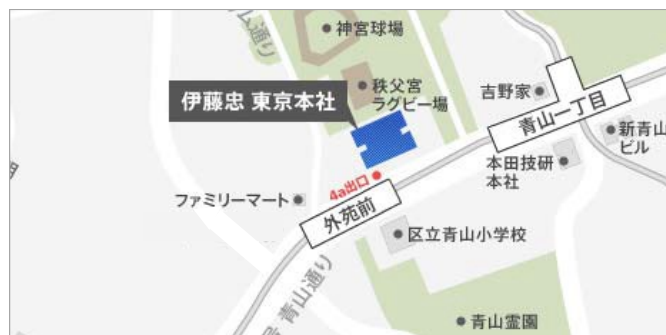 神宮球場
秩父宮
ラグビー場
伊藤忠 東京本社
吉野家
青山一丁目
新青山
ビル
本田技研
本社
4a出口
ファミリーマート
外苑前
区立青山小学校
青山通り
青山霊園